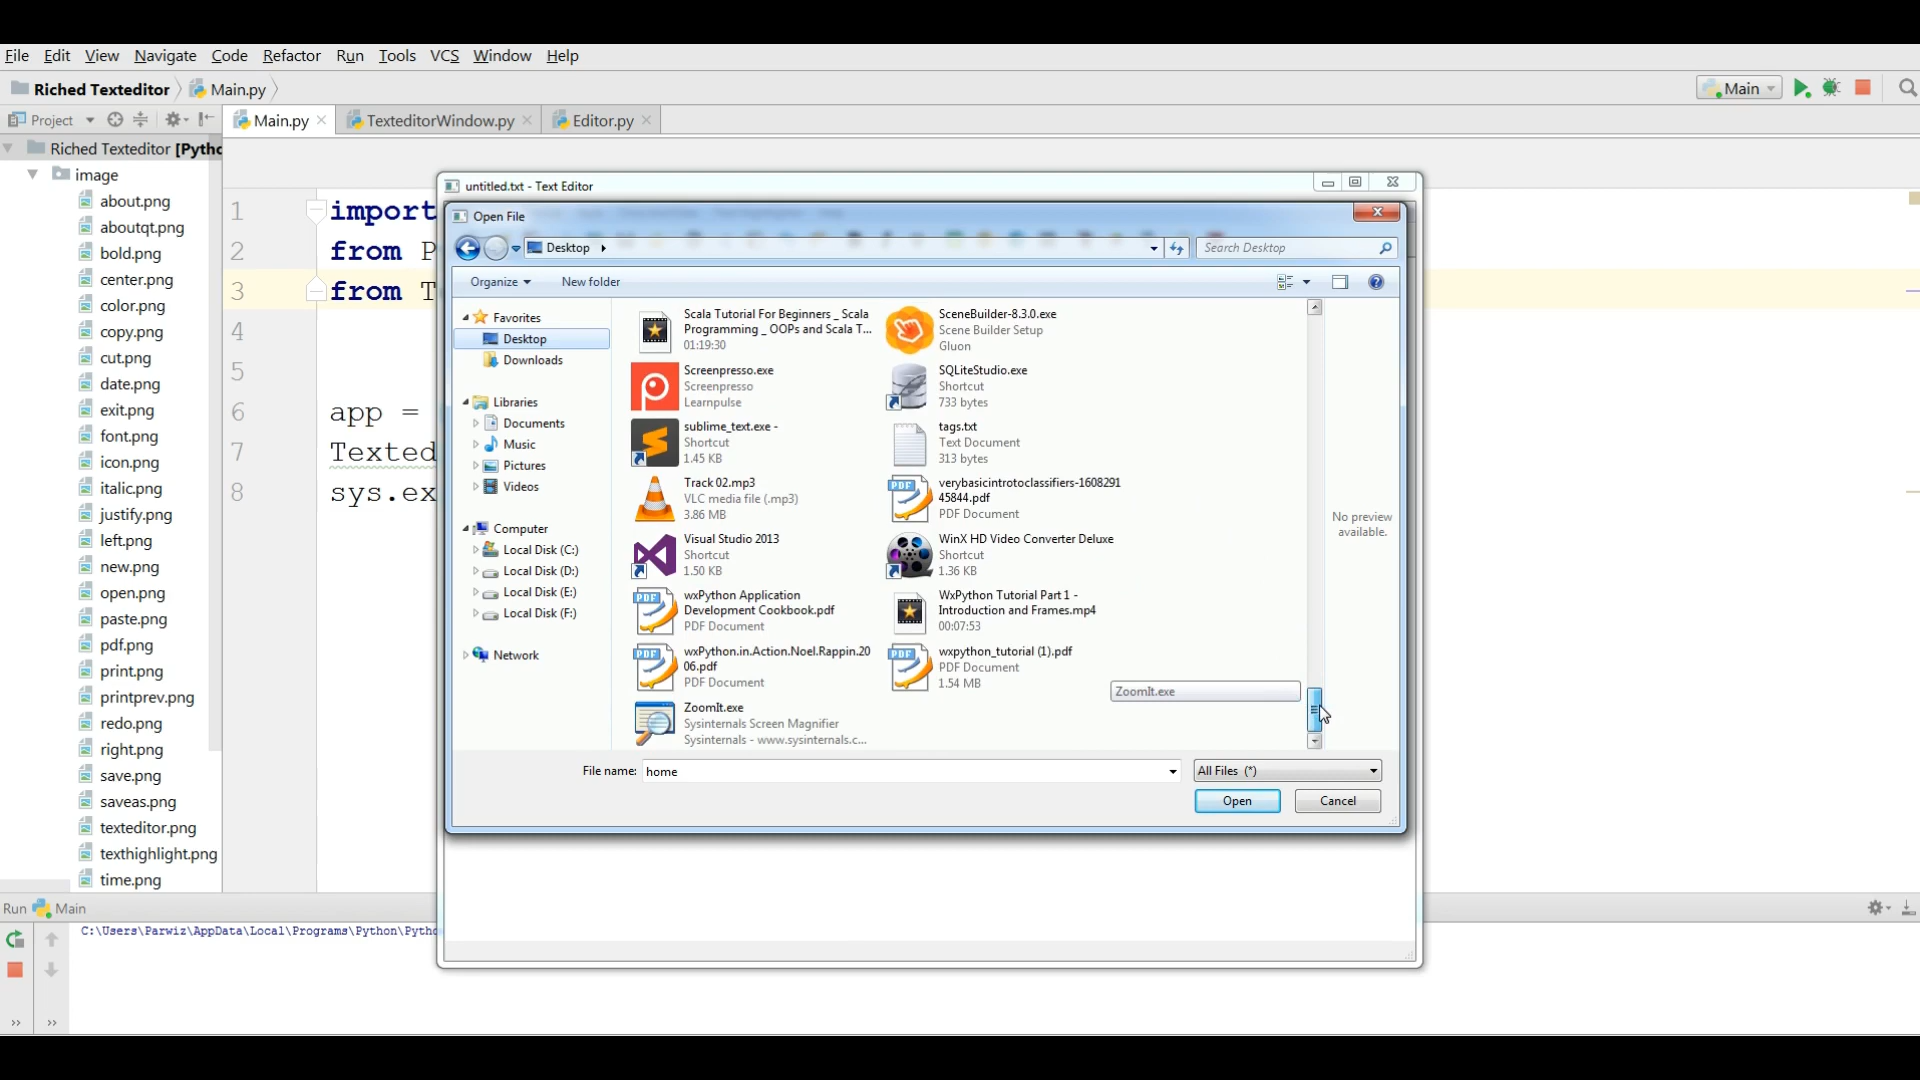 File Edit View Navigate Code Refactor Run Tools VCS Window Help
Riched Texteditor Main.py
Main
Project
Main.py TexteditorWindow.py Editor.py
Riched Texteditor [Pytho
image
about.png
aboutqt.png
bold.png
center.png
color.png
copy.png
cut.png
date.png
exit.png
font.png
icon.png
italic.png
justify.png
left.png
new.png
open.png
paste.png
pdf.png
print.png
printprev.png
redo.png
right.png
save.png
saveas.png
texteditor.png
texthighlight.png
time.png
1 import
2 from P
3 from T
4
5
6 app =
7 Texted
8 sys.ex
untitled.txt - Text Editor
Open File
Desktop
Search Desktop
Organize New folder
Favorites
Desktop
Downloads
Libraries
Documents
Music
Pictures
Videos
Computer
Local Disk (C:)
Local Disk (D:)
Local Disk (E:)
Local Disk (F:)
Network
Scala Tutorial For Beginners _ Scala
Programming _ OOPs and Scala T...
01:19:30
SceneBuilder-8.3.0.exe
Scene Builder Setup
Gluon
Screenpresso.exe
Screenpresso
Learnpulse
SQLiteStudio.exe
Shortcut
733 bytes
sublime_text.exe -
Shortcut
1.45 KB
tags.txt
Text Document
313 bytes
Track 02.mp3
VLC media file (.mp3)
3.86 MB
PDF
verybasicintrotoclassifiers-1608291
45844.pdf
PDF Document
Visual Studio 2013
Shortcut
1.50 KB
WinX HD Video Converter Deluxe
Shortcut
1.36 KB
PDF
wxPython Application
Development Cookbook.pdf
PDF Document
WxPython Tutorial Part 1 -
Introduction and Frames.mp4
00:07:53
PDF
wxPython.in.Action.Noel.Rappin.20
06.pdf
PDF Document
PDF
wxpython_tutorial (1).pdf
PDF Document
1.54 MB
ZoomIt.exe
ZoomIt.exe
Sysinternals Screen Magnifier
Sysinternals - www.sysinternals.c...
No preview
available.
File name: home
All Files (*)
Open Cancel
Run Main
C:\Users\Parwiz\AppData\Local\Programs\Python\Pytho